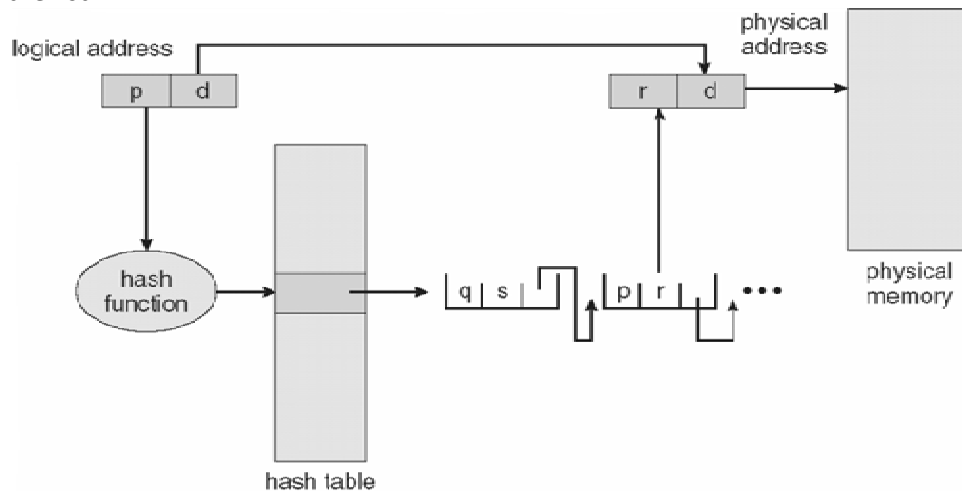 logical address
physical
address
p d
r d
hash
function
q s
p r
•••
physical
memory
hash table